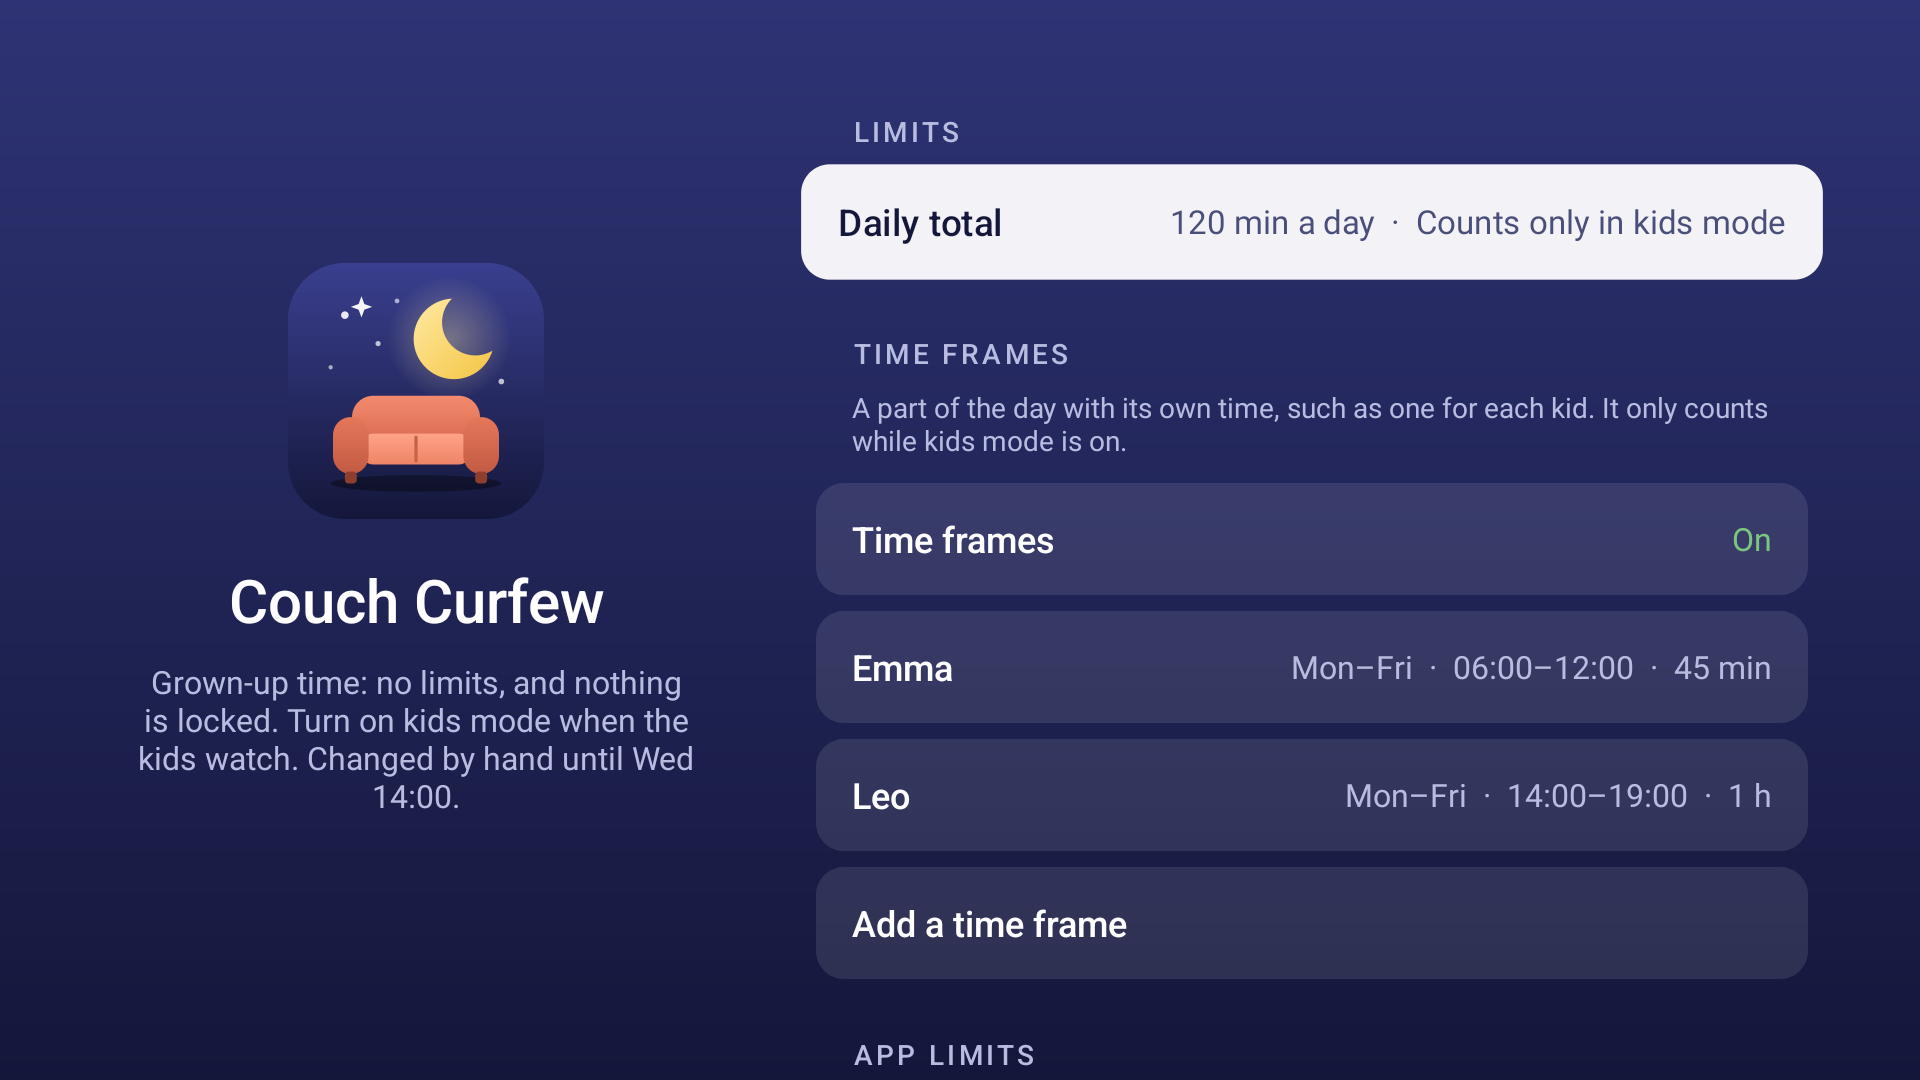 LIMITS
Daily total 120 min a day · Counts only in kids mode
TIME FRAMES
A part of the day with its own time, such as one for each kid. It only counts
while kids mode is on.
Time frames On
Emma Mon–Fri · 06:00–12:00 · 45 min
Leo Mon–Fri · 14:00–19:00 · 1 h
Add a time frame
APP LIMITS
Couch Curfew
Grown-up time: no limits, and nothing
is locked. Turn on kids mode when the
kids watch. Changed by hand until Wed
14:00.